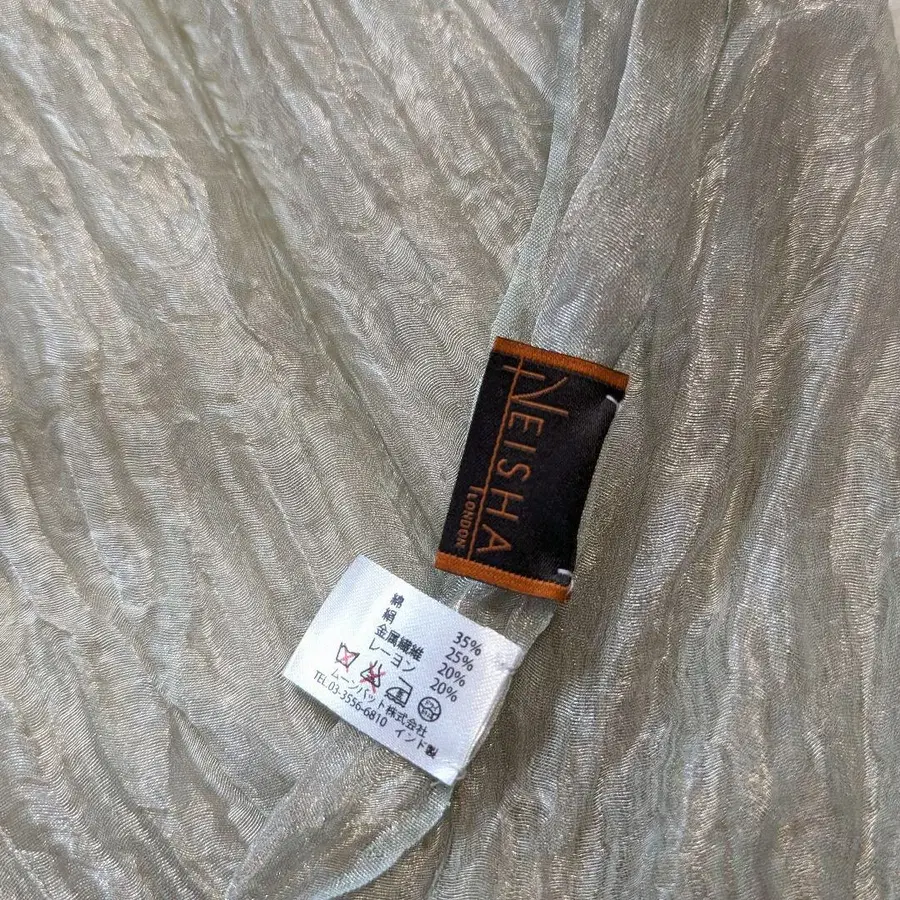 NEISHA
LONDON
綿 35%
絹 25%
金属繊維 20%
レーヨン 20%
ムーンバット株式会社
TEL.03-3556-6810 インド製